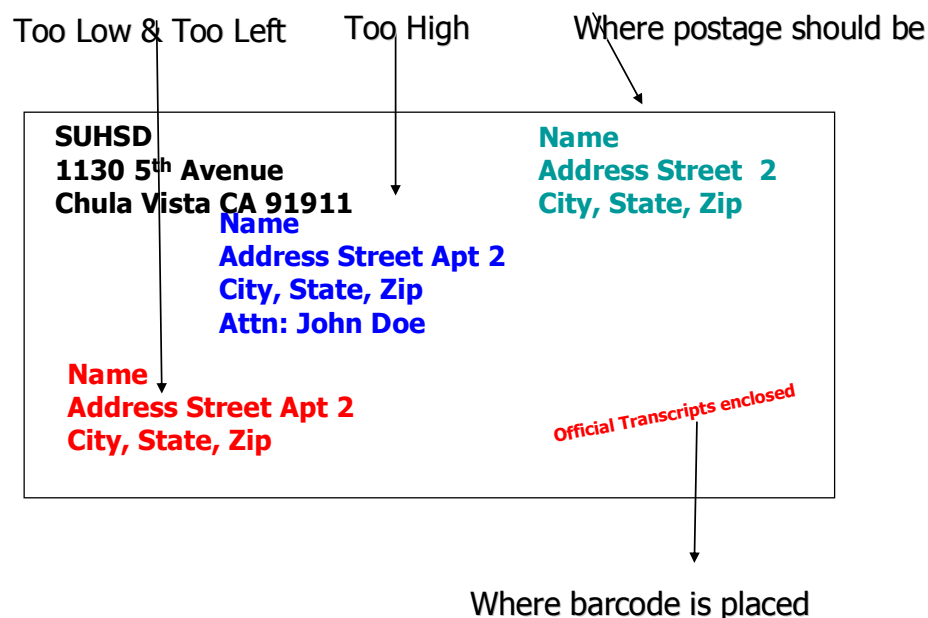 Too Low & Too Left
Too High
Where postage should be
SUHSD
1130 5th Avenue
Chula Vista CA 91911
Name
Address Street  2
City, State, Zip
Name
Address Street Apt 2
City, State, Zip
Attn: John Doe
Name
Address Street Apt 2
City, State, Zip
Official Transcripts enclosed
Where barcode is placed